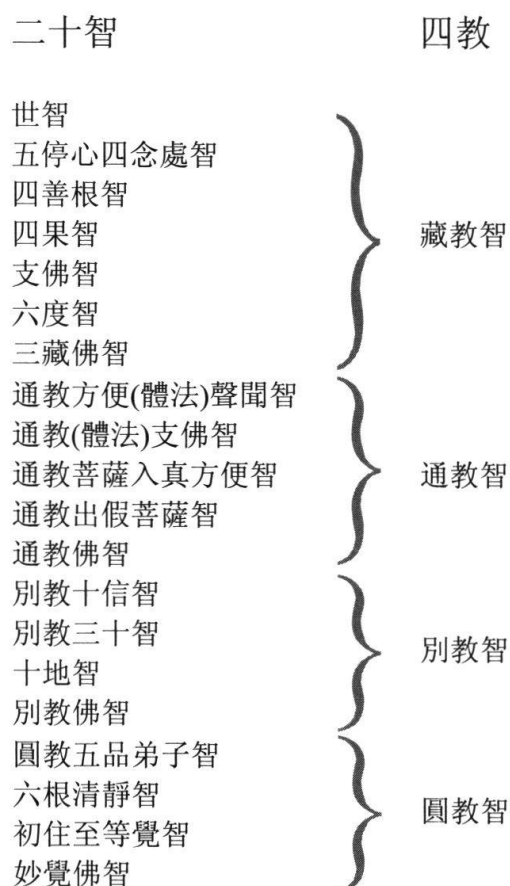 二十智 四教
世智
五停心四念處智
四善根智
四果智 藏教智
支佛智
六度智
三藏佛智
通教方便(體法)聲聞智
通教(體法)支佛智
通教菩薩入真方便智 通教智
通教出假菩薩智
通教佛智
別教十信智
別教三十智 別教智
十地智
別教佛智
圓教五品弟子智
六根清靜智 圓教智
初住至等覺智
妙覺佛智